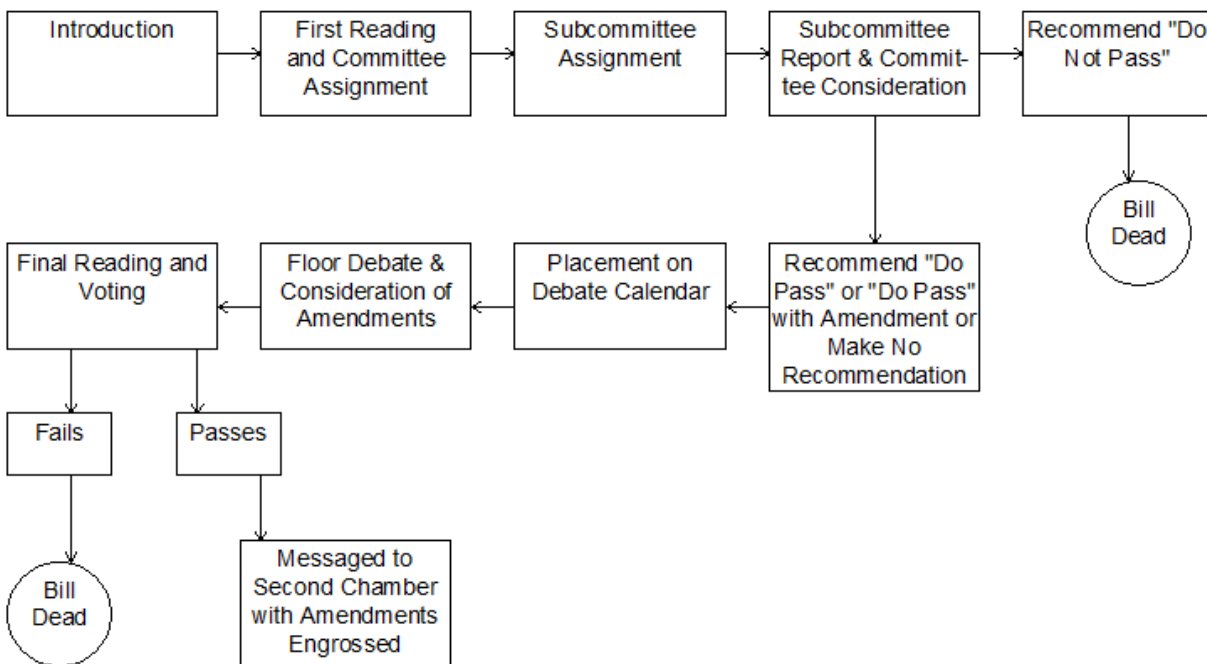 Introduction
First Reading
and Committee
Assignment
Subcommittee
Assignment
Subcommittee
Report & Commit-
tee Consideration
Recommend "Do
Not Pass"
Bill
Dead
Recommend "Do
Pass" or "Do Pass"
with Amendment or
Make No
Recommendation
Placement on
Debate Calendar
Floor Debate &
Consideration of
Amendments
Final Reading and
Voting
Fails
Passes
Bill
Dead
Messaged to
Second Chamber
with Amendments
Engrossed